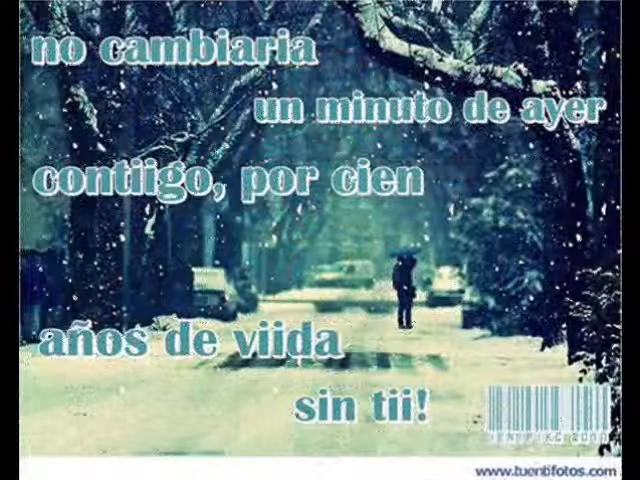 no cambiaria
un minuto de ayer
contiigo, por cien
años de viida
sin tii!
www.tuentifotos.com